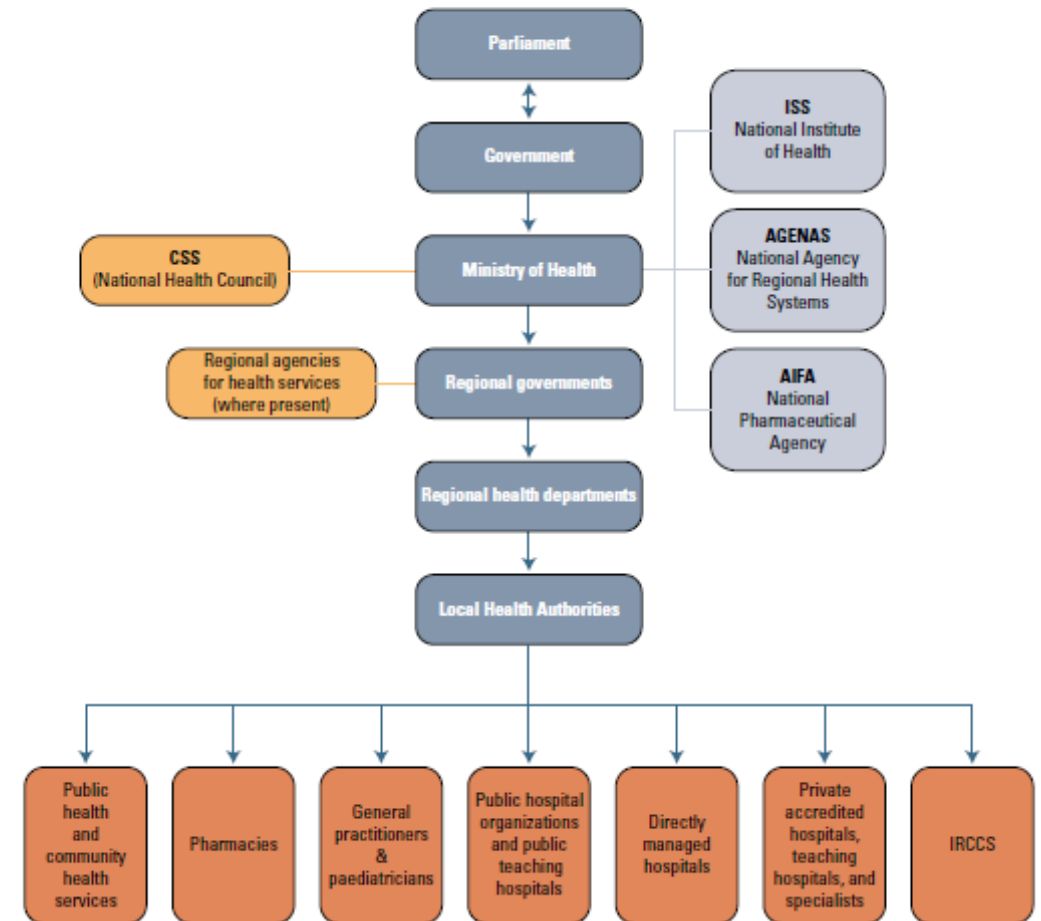 Parliament
ISS
National Institute
of Health
Government
CSS
(National Health Council)
Ministry of Health
AGENAS
National Agency
for Regional Health
Systems
Regional agencies
for health services
(where present)
Regional governments
AIFA
National
Pharmaceutical
Agency
Regional health departments
Local Health Authorities
Public
health
and
community
health
services
Pharmacies
General
practitioners
&
paediatricians
Public hospital
organizations
and public
teaching
hospitals
Directly
managed
hospitals
Private
accredited
hospitals,
teaching
hospitals, and
specialists
IRCCS